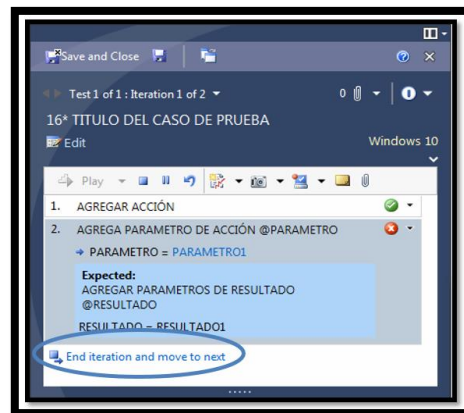 Save and Close
Test 1 of 1 : Iteration 1 of 2
0
16* TITULO DEL CASO DE PRUEBA
Edit
Windows 10
Play
1. AGREGAR ACCIÓN
2. AGREGA PARAMETRO DE ACCIÓN @PARAMETRO
PARAMETRO = PARAMETRO1
Expected:
AGREGAR PARAMETROS DE RESULTADO
@RESULTADO
RESULTADO = RESULTADO1
End iteration and move to next